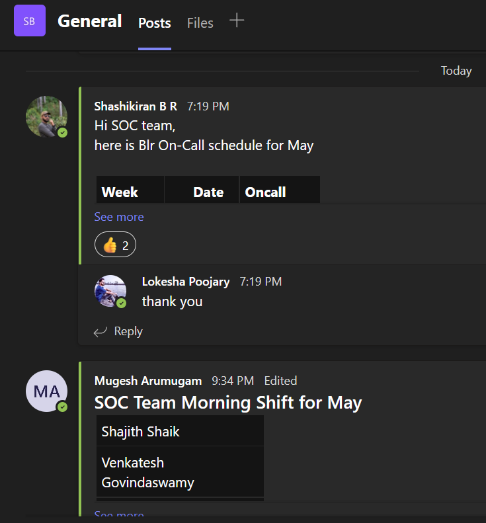 SB General Posts Files
Today
Shashikiran B R 7:19 PM
Hi SOC team,
here is Blr On-Call schedule for May
Week Date Oncall
See more
👍 2
Lokesha Poojary 7:19 PM
thank you
Reply
MA
Mugesh Arumugam 9:34 PM Edited
SOC Team Morning Shift for May
Shajith Shaik
Venkatesh
Govindaswamy
See more